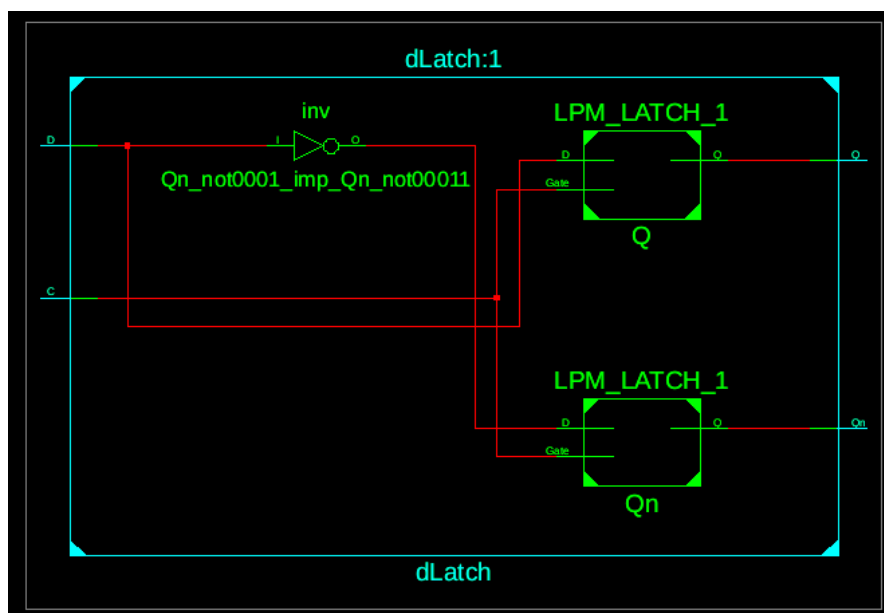 dLatch:1
inv
LPM_LATCH_1
D
I
O
D
Q
Q
Qn_not0001_imp_Qn_not00011
Gate
Q
C
LPM_LATCH_1
D
Q
Qn
Gate
Qn
dLatch